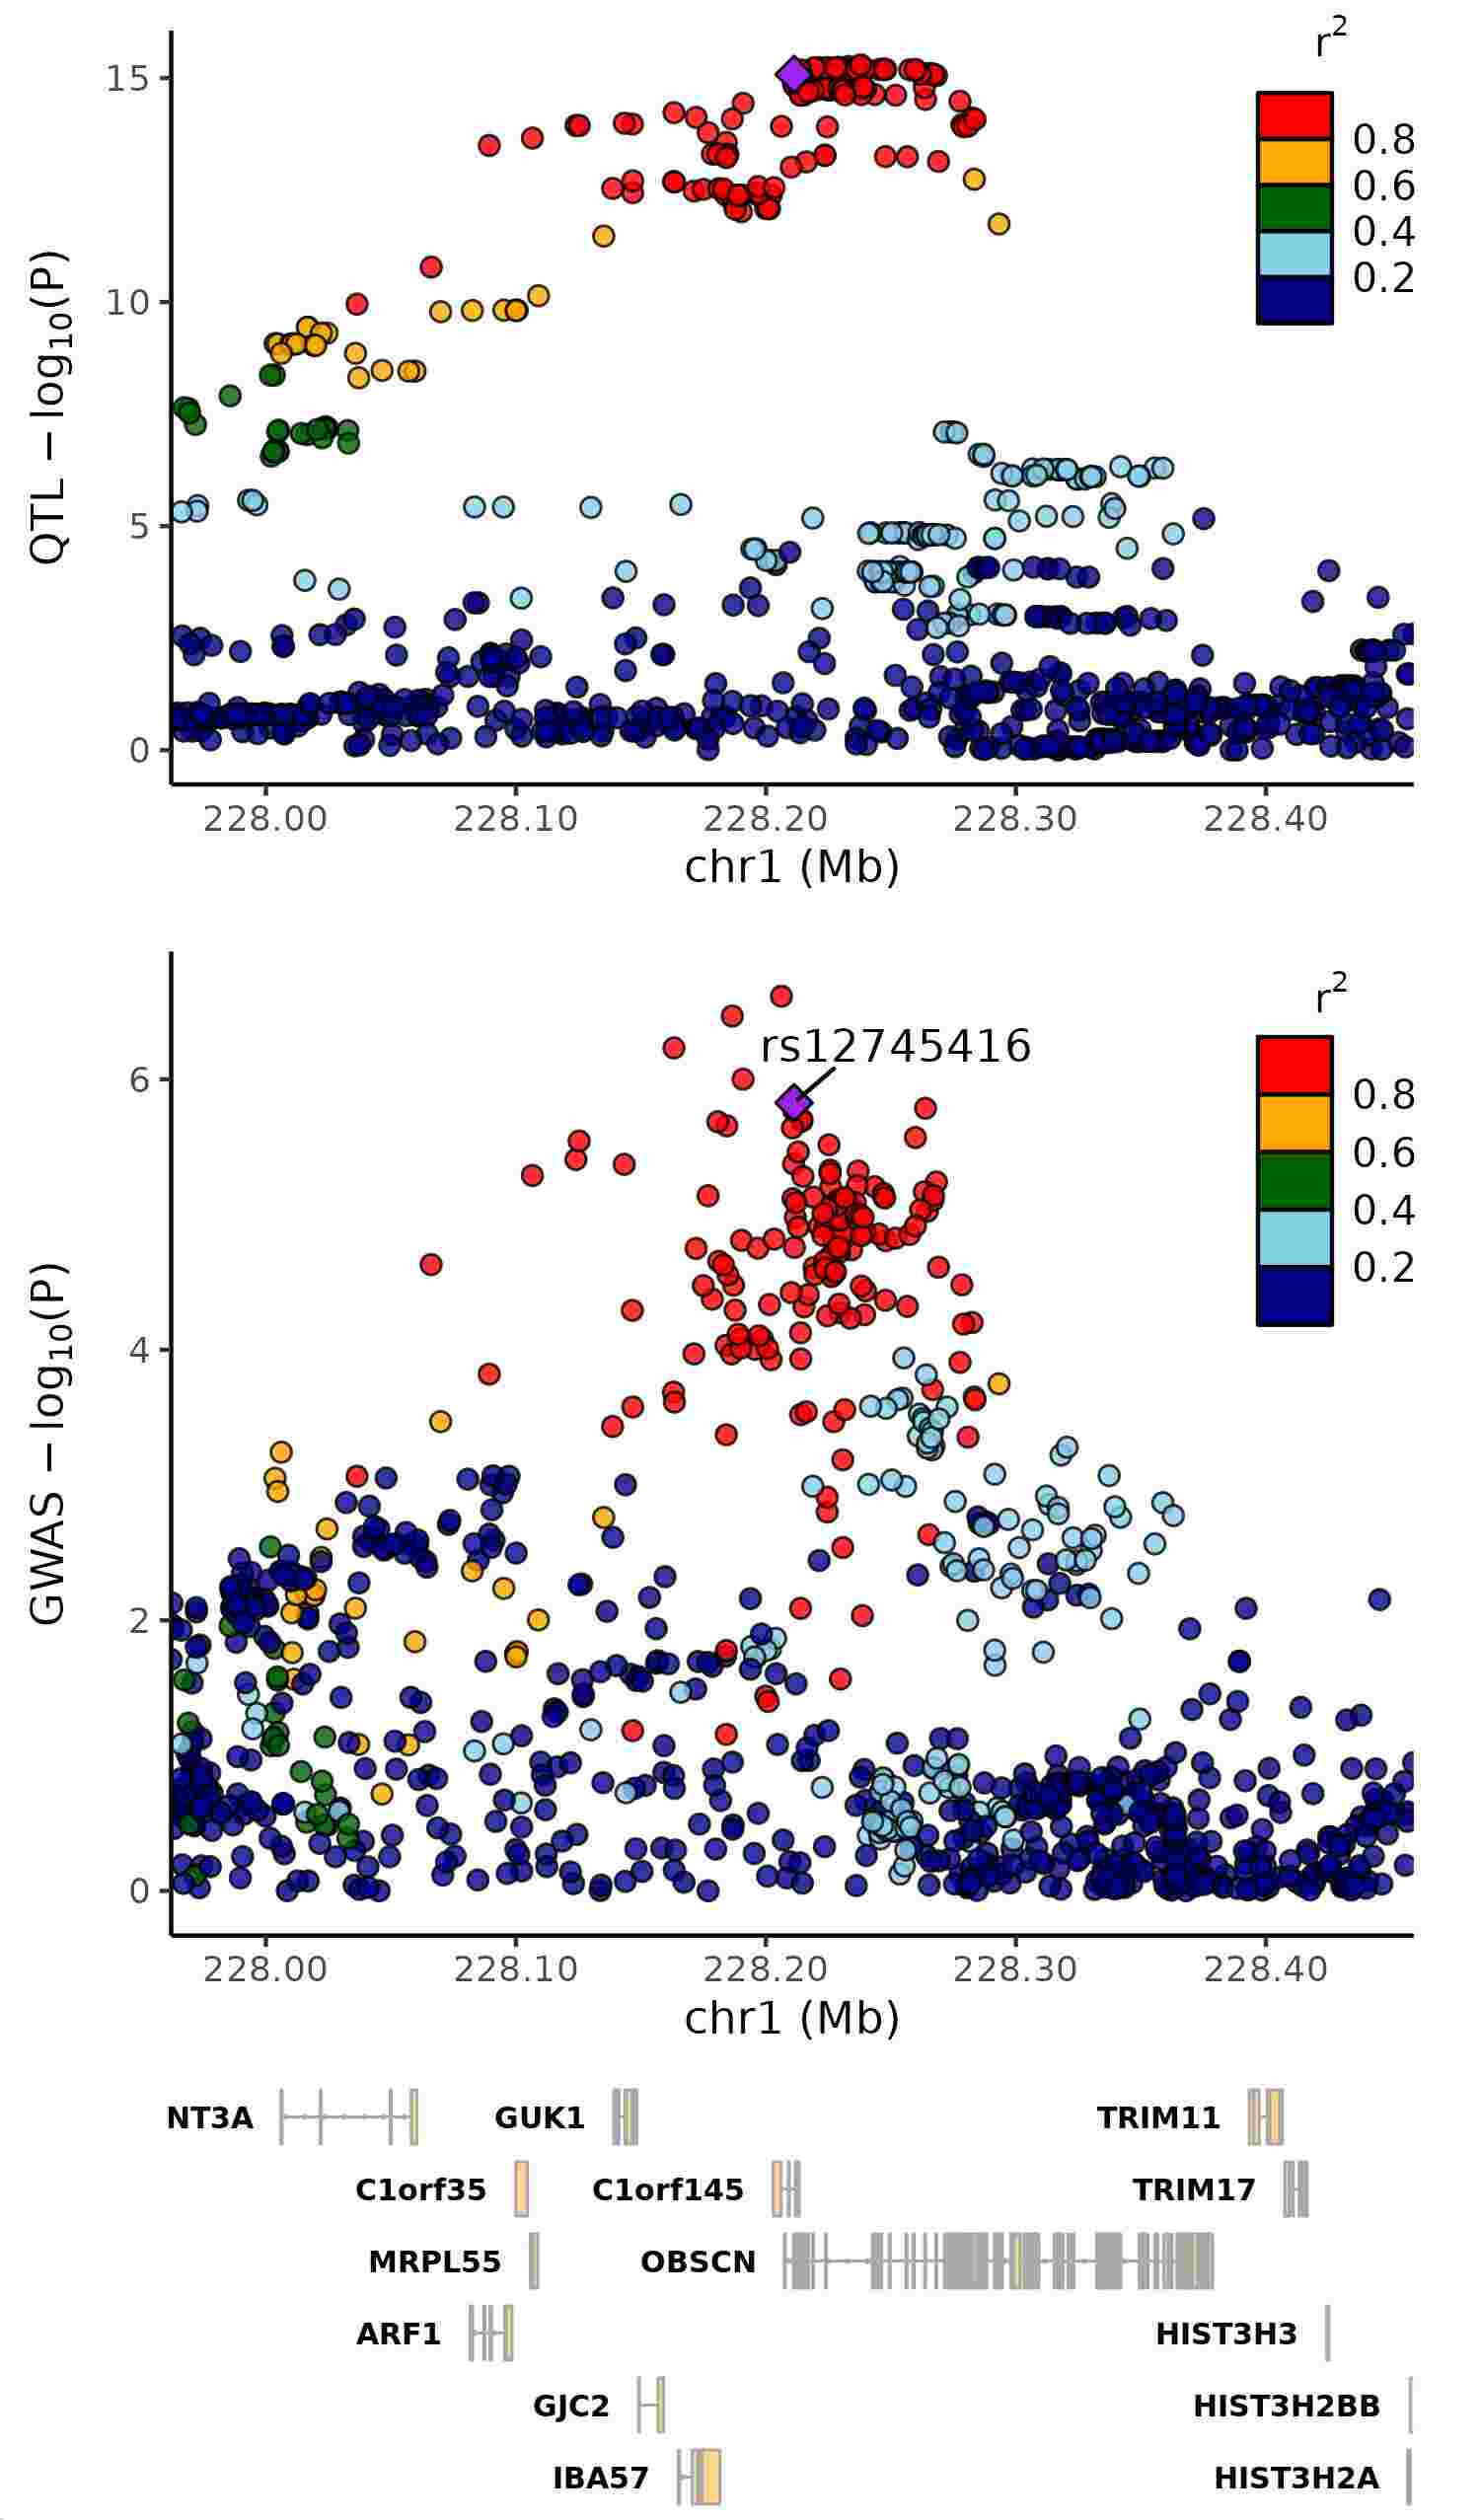 r2
15
10
5
0
0.8
0.6
0.4
0.2
QTL − log10(P)
228.00 228.10 228.20 228.30 228.40
chr1 (Mb)
r2
rs12745416
6
4
2
0
0.8
0.6
0.4
0.2
GWAS − log10(P)
228.00 228.10 228.20 228.30 228.40
chr1 (Mb)
NT3A GUK1 TRIM11
C1orf35 C1orf145 TRIM17
MRPL55 OBSCN
ARF1 HIST3H3
GJC2 HIST3H2BB
IBA57 HIST3H2A